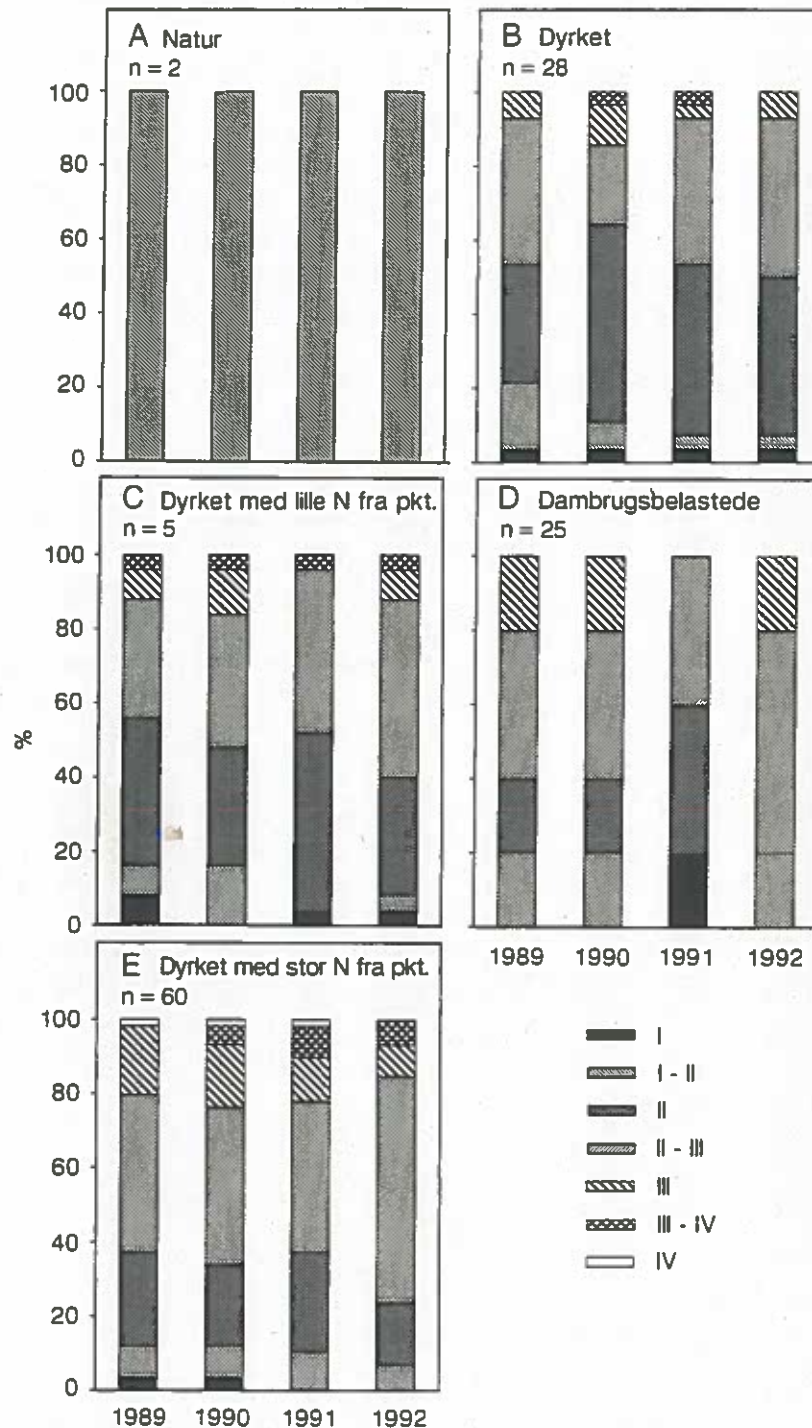 A Natur
n = 2
100
80
60
40
20
0
B Dyrket
n = 28
C Dyrket med lille N fra pkt.
n = 5
100
80
60
40
20
0
%
D Dambrugsbelastede
n = 25
1989 1990 1991 1992
E Dyrket med stor N fra pkt.
n = 60
100
80
60
40
20
0
1989 1990 1991 1992
I
I - II
II
II - III
III
III - IV
IV